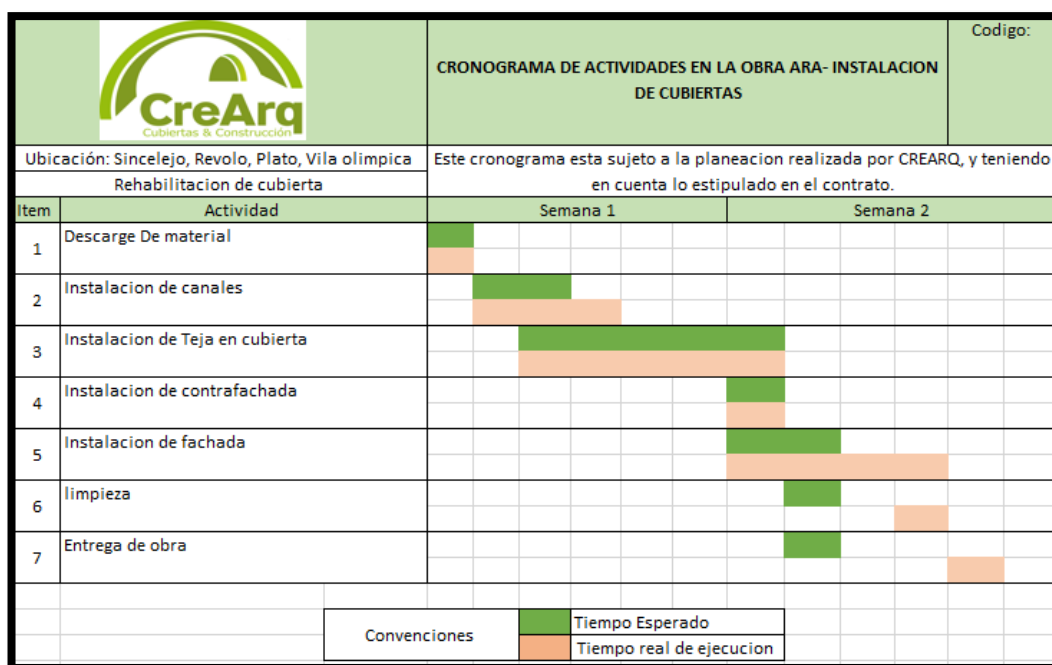 CreArq
Cubiertas & Construcción
CRONOGRAMA DE ACTIVIDADES EN LA OBRA ARA- INSTALACION
DE CUBIERTAS
Codigo:
Ubicación: Sincelejo, Revolo, Plato, Vila olimpica
Rehabilitacion de cubierta
Este cronograma esta sujeto a la planeacion realizada por CREARQ, y teniendo
en cuenta lo estipulado en el contrato.
Item Actividad Semana 1 Semana 2
1 Descarge De material
2 Instalacion de canales
3 Instalacion de Teja en cubierta
4 Instalacion de contrafachada
5 Instalacion de fachada
6 limpieza
7 Entrega de obra
Convenciones
Tiempo Esperado
Tiempo real de ejecucion